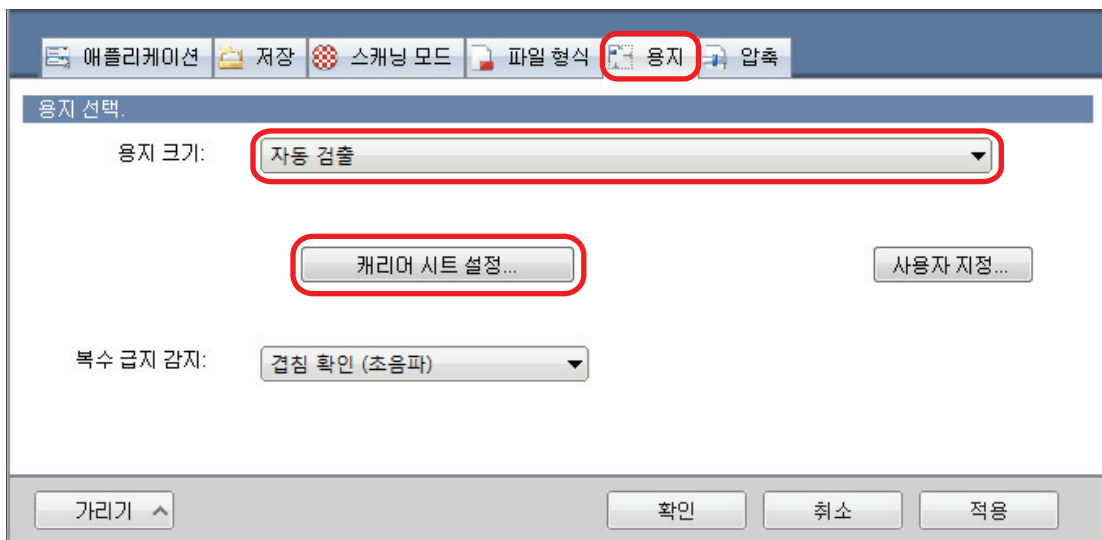 애플리케이션 저장 스캐닝 모드 파일 형식 용지 압축
용지 선택.
용지 크기: 자동 검출
캐리어 시트 설정... 사용자 지정...
복수 급지 감지: 겹침 확인 (초음파)
가리기 확인 취소 적용